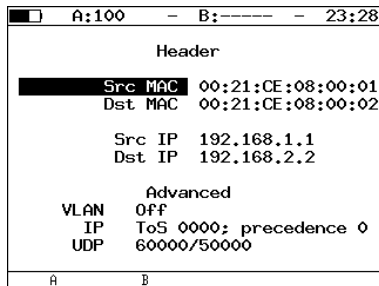 A:100 – B:----- – 23:28
Header
Src MAC 00:21:CE:08:00:01
Dst MAC 00:21:CE:08:00:02
Src IP 192.168.1.1
Dst IP 192.168.2.2
Advanced
VLAN Off
IP ToS 0000; precedence 0
UDP 60000/50000
A B